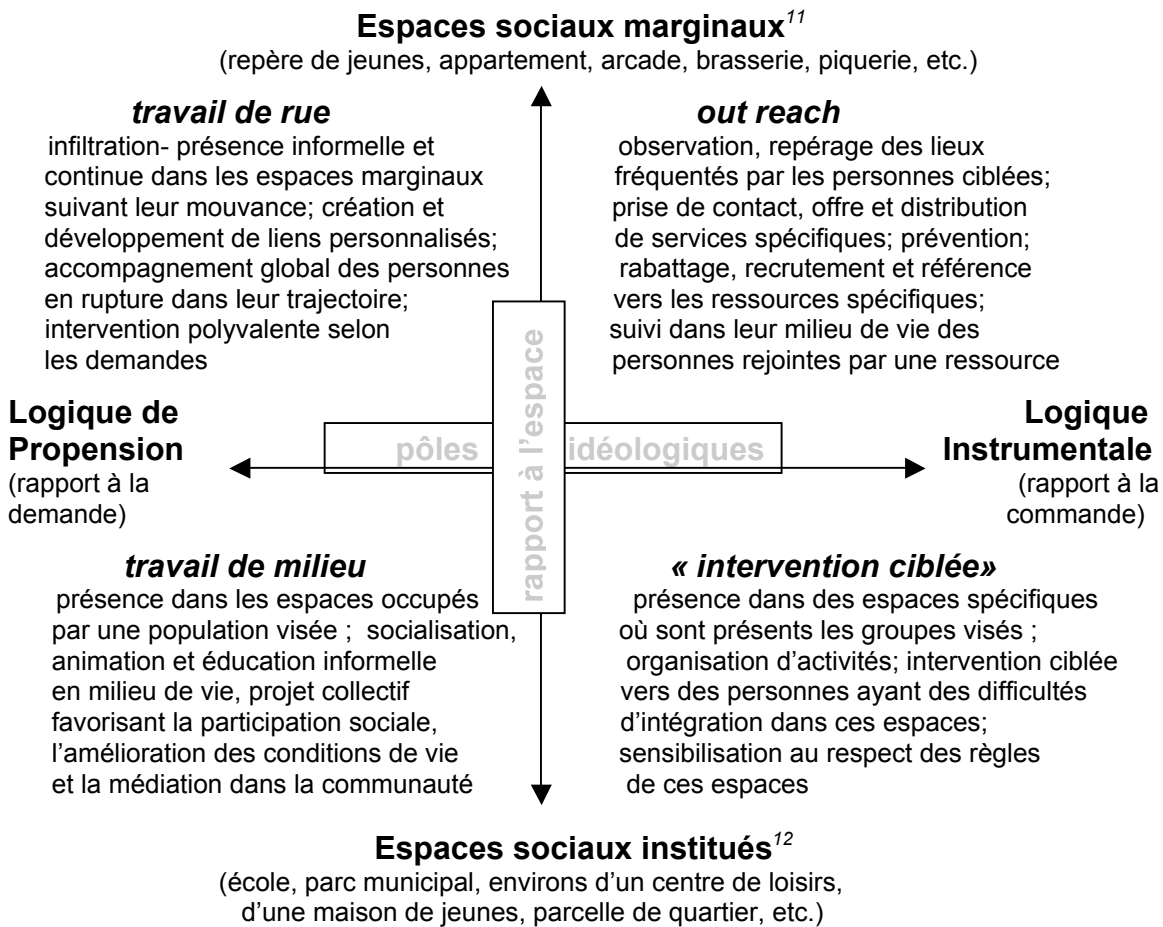 Espaces sociaux marginaux11
(repère de jeunes, appartement, arcade, brasserie, piquerie, etc.)
travail de rue
infiltration- présence informelle et
continue dans les espaces marginaux
suivant leur mouvance; création et
développement de liens personnalisés;
accompagnement global des personnes
en rupture dans leur trajectoire;
intervention polyvalente selon
les demandes
out reach
observation, repérage des lieux
fréquentés par les personnes ciblées;
prise de contact, offre et distribution
de services spécifiques; prévention;
rabattage, recrutement et référence
vers les ressources spécifiques;
suivi dans leur milieu de vie des
personnes rejointes par une ressource
Logique de
Propension
(rapport à la
demande)
pôles idéologiques
rapport à l'espace
Logique
Instrumentale
(rapport à la
commande)
travail de milieu
présence dans les espaces occupés
par une population visée ; socialisation,
animation et éducation informelle
en milieu de vie, projet collectif
favorisant la participation sociale,
l'amélioration des conditions de vie
et la médiation dans la communauté
« intervention ciblée»
présence dans des espaces spécifiques
où sont présents les groupes visés ;
organisation d'activités; intervention ciblée
vers des personnes ayant des difficultés
d'intégration dans ces espaces;
sensibilisation au respect des règles
de ces espaces
Espaces sociaux institués12
(école, parc municipal, environs d'un centre de loisirs,
d'une maison de jeunes, parcelle de quartier, etc.)